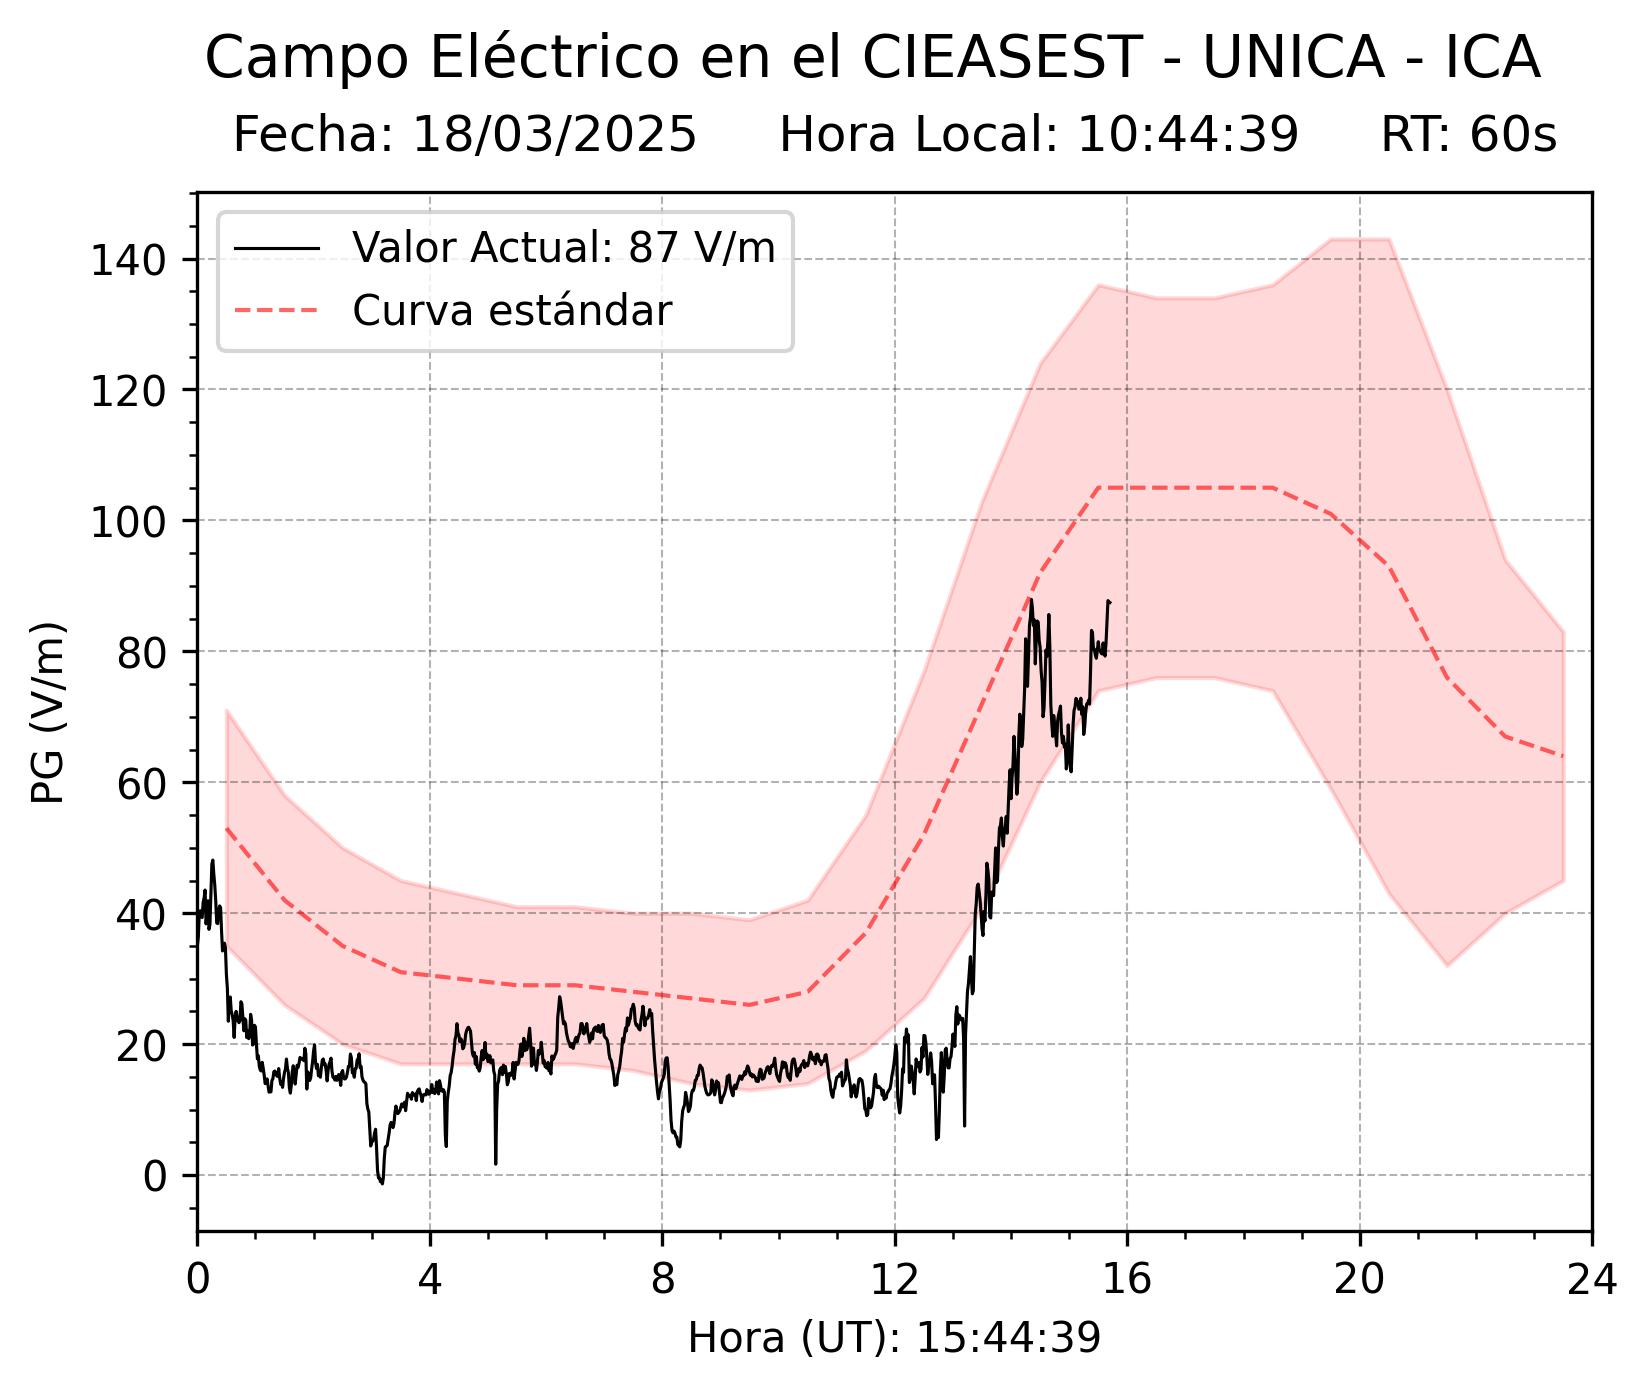 Campo Eléctrico en el CIEASEST - UNICA - ICA
Fecha: 18/03/2025 Hora Local: 10:44:39 RT: 60s
Valor Actual: 87 V/m
Curva estándar
140
120
100
80
60
40
20
0
PG (V/m)
0 4 8 12 16 20 24
Hora (UT): 15:44:39